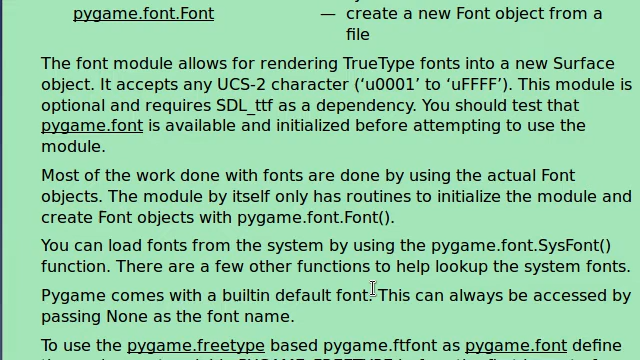 pygame.font.Font — create a new Font object from a
file
The font module allows for rendering TrueType fonts into a new Surface
object. It accepts any UCS-2 character (‘u0001’ to ‘uFFFF’). This module is
optional and requires SDL_ttf as a dependency. You should test that
pygame.font is available and initialized before attempting to use the
module.
Most of the work done with fonts are done by using the actual Font
objects. The module by itself only has routines to initialize the module and
create Font objects with pygame.font.Font().
You can load fonts from the system by using the pygame.font.SysFont()
function. There are a few other functions to help lookup the system fonts.
Pygame comes with a builtin default font. This can always be accessed by
passing None as the font name.
To use the pygame.freetype based pygame.ftfont as pygame.font define